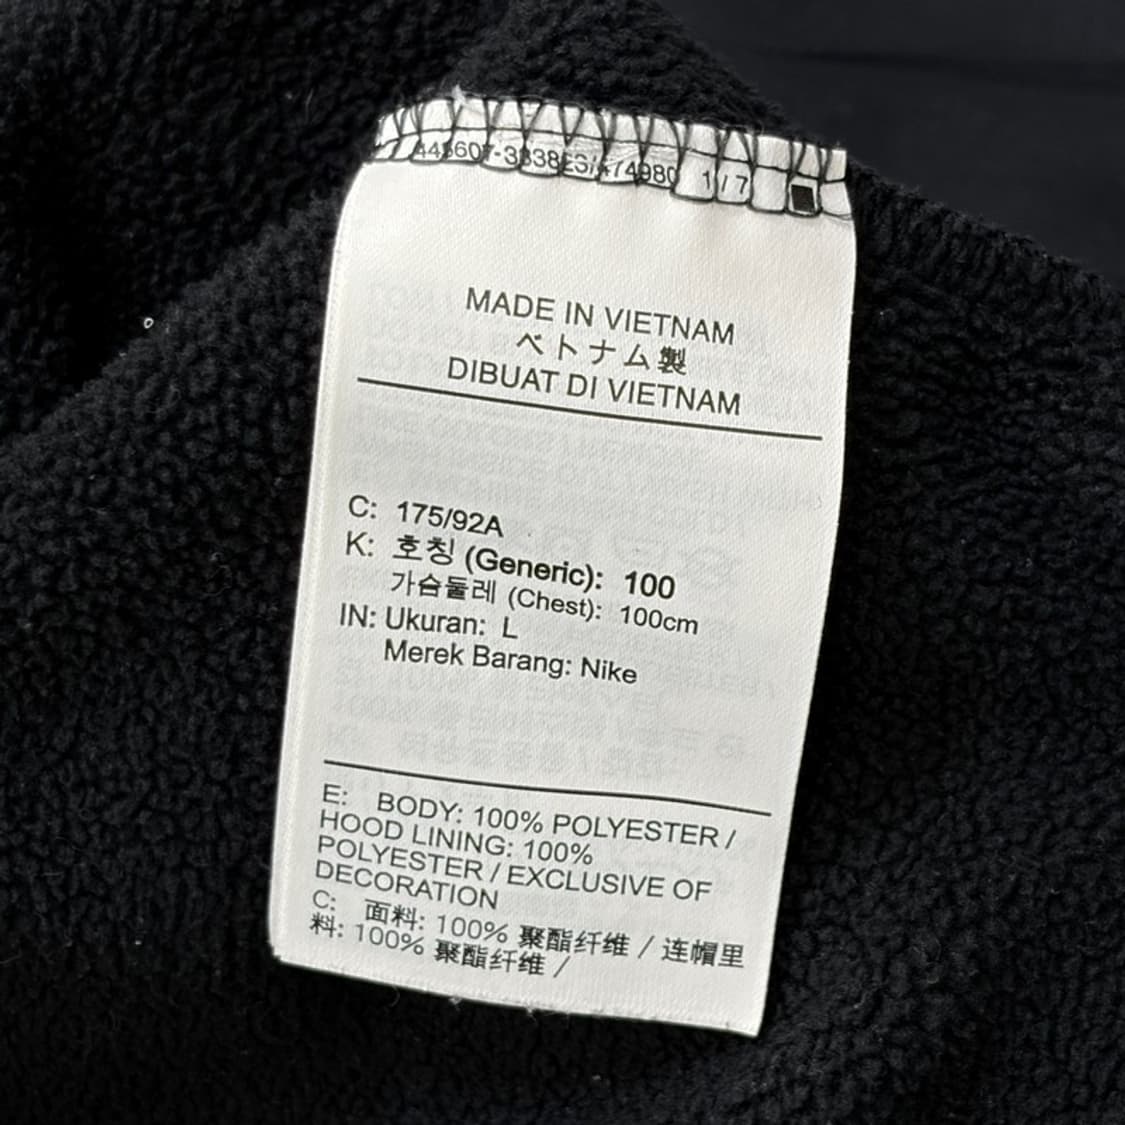 1/7
MADE IN VIETNAM
ベトナム製
DIBUAT DI VIETNAM
C: 175/92A
K: 호칭 (Generic): 100
가슴둘레 (Chest): 100cm
IN: Ukuran: L
Merek Barang: Nike
E: BODY: 100% POLYESTER /
HOOD LINING: 100%
POLYESTER / EXCLUSIVE OF
DECORATION
C: 面料: 100% 聚酯纤维 / 连帽里
料: 100% 聚酯纤维 /